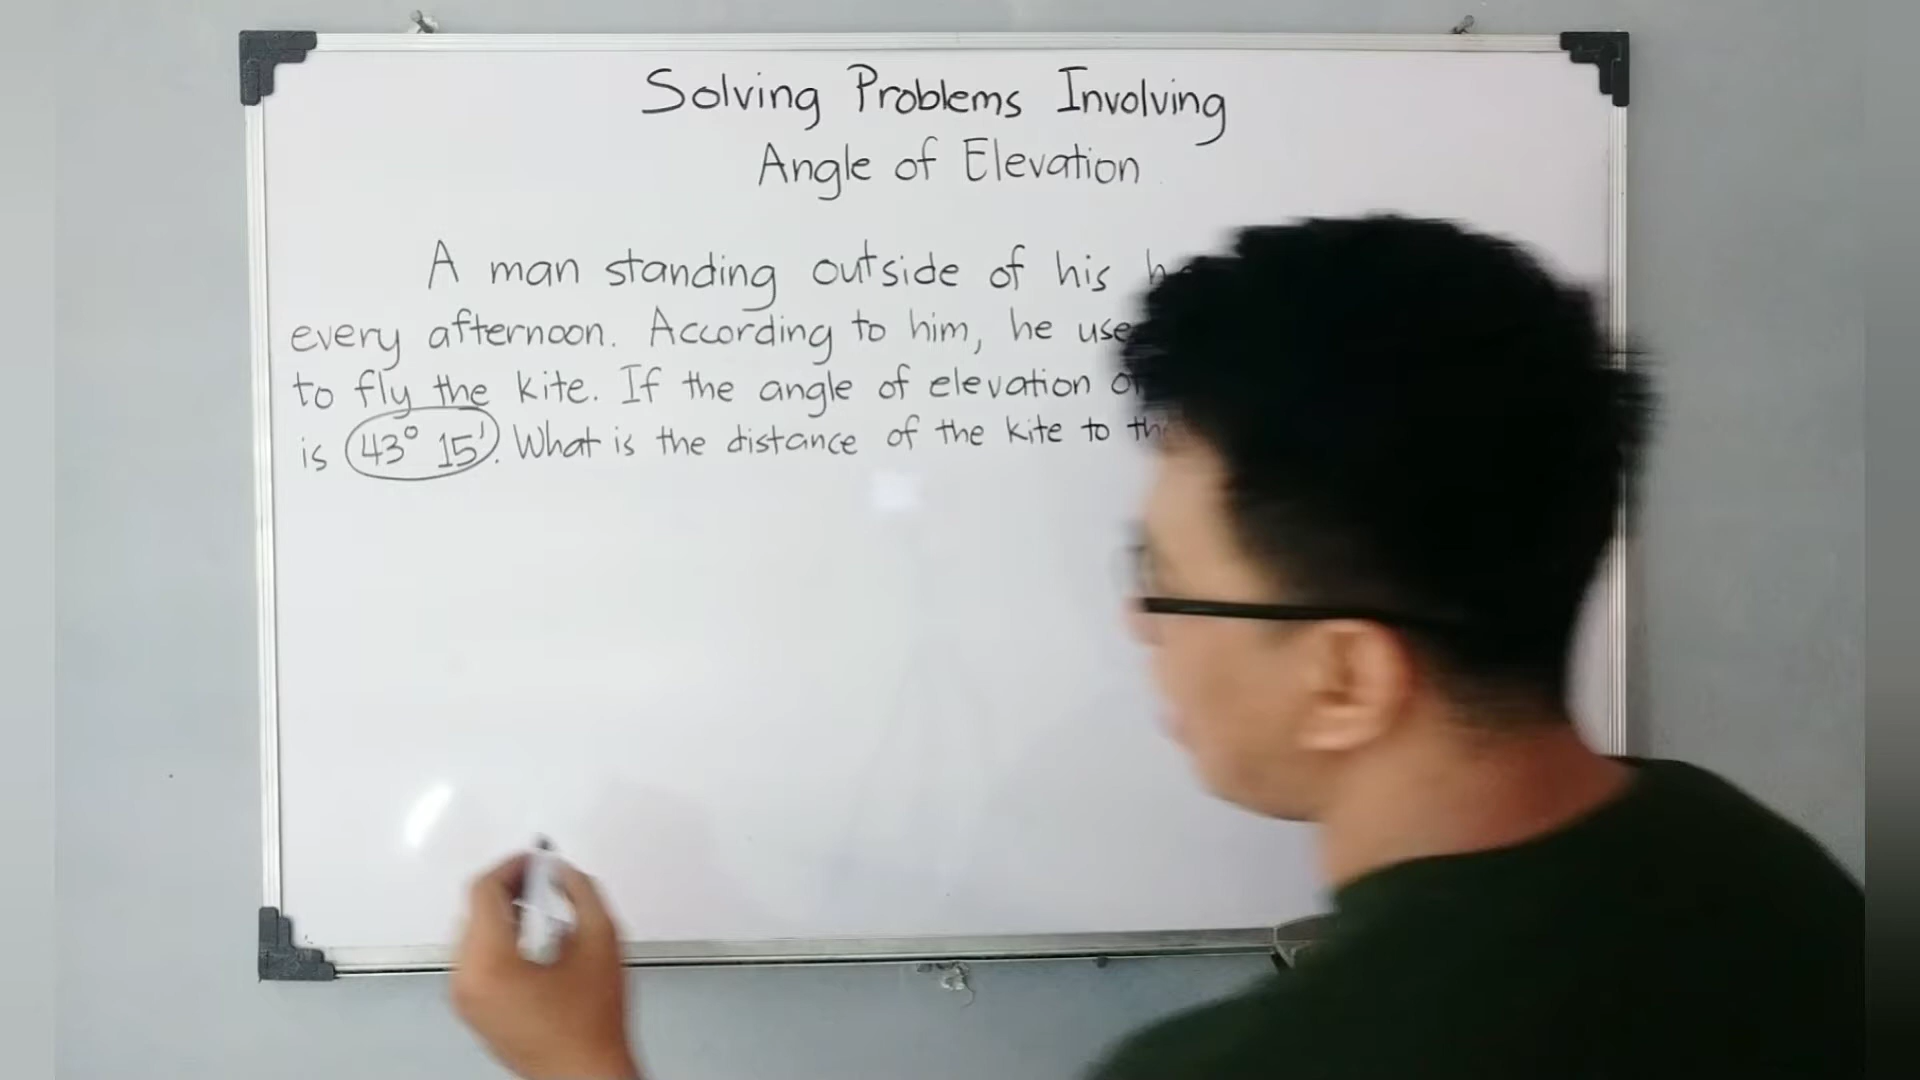 Solving Problems Involving
Angle of Elevation
A man standing outside of his
every afternoon. According to him, he use
to fly the kite. If the angle of elevation
is 43° 15'. What is the distance of the kite to